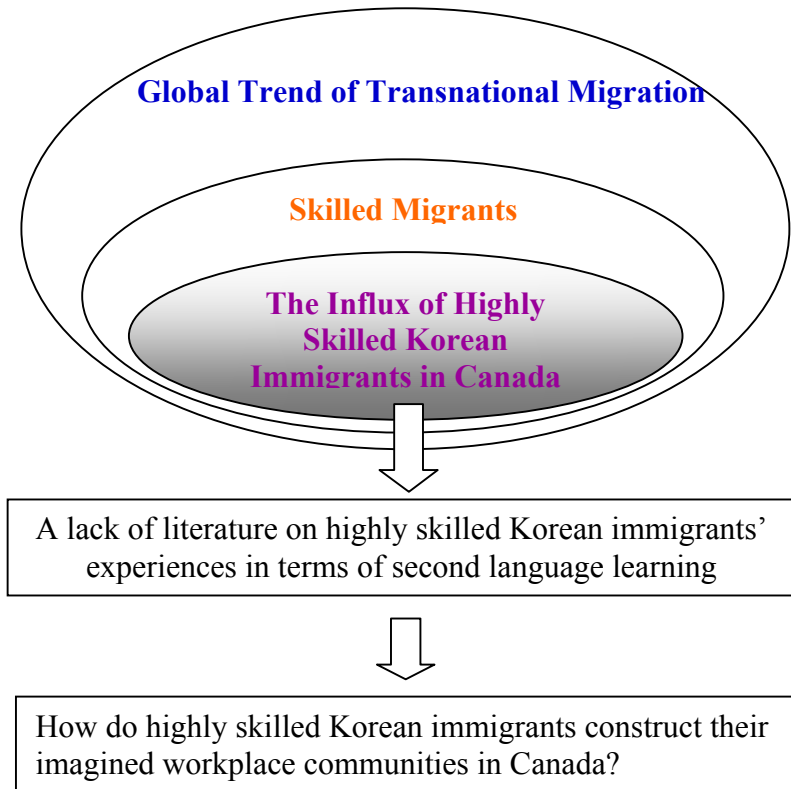 Global Trend of Transnational Migration
Skilled Migrants
The Influx of Highly
Skilled Korean
Immigrants in Canada
A lack of literature on highly skilled Korean immigrants’
experiences in terms of second language learning
How do highly skilled Korean immigrants construct their
imagined workplace communities in Canada?